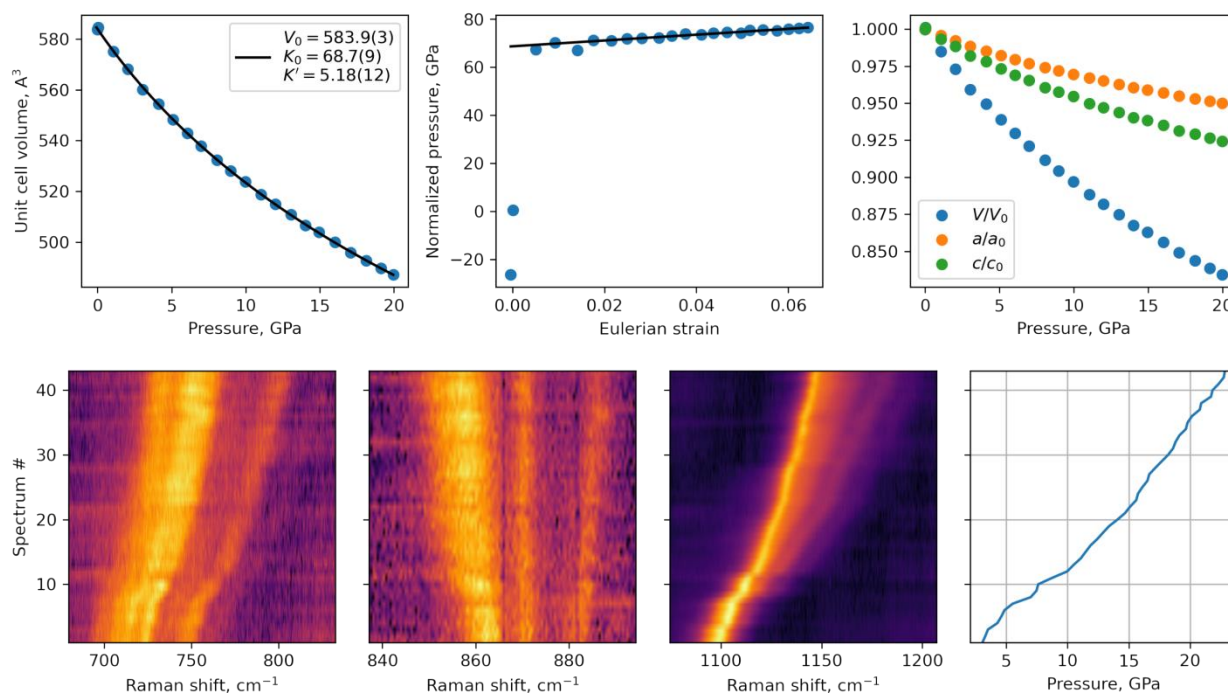 580
560
540
520
500
Unit cell volume, A³
V₀ = 583.9(3)
K₀ = 68.7(9)
K′ = 5.18(12)
0 5 10 15 20
Pressure, GPa
80
60
40
20
0
−20
Normalized pressure, GPa
0.00 0.02 0.04 0.06
Eulerian strain
1.000
0.975
0.950
0.925
0.900
0.875
0.850
V/V₀
a/a₀
c/c₀
0 5 10 15 20
Pressure, GPa
40
30
20
10
Spectrum #
700 750 800
Raman shift, cm⁻¹
840 860 880
Raman shift, cm⁻¹
1100 1150 1200
Raman shift, cm⁻¹
5 10 15 20
Pressure, GPa